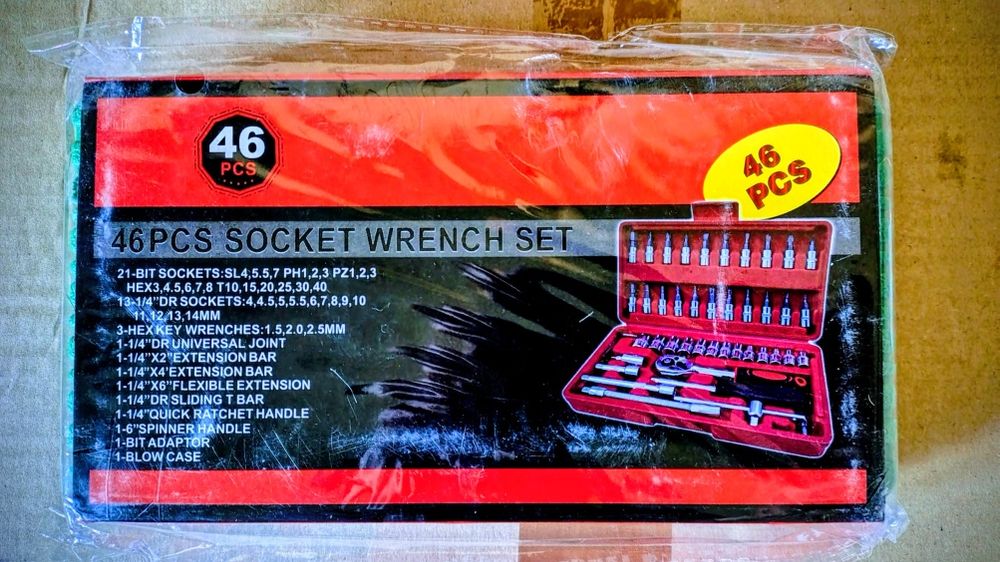 46
PCS
46
PCS
46PCS SOCKET WRENCH SET
21-BIT SOCKETS:SL4,5.5,7 PH1,2,3 PZ1,2,3
HEX3,4.5,6,7,8 T10,15,20,25,30,40
13-1/4"DR SOCKETS:4,4.5,5,5.5,6,7,8,9,10
11,12,13,14MM
3-HEX KEY WRENCHES:1.5,2.0,2.5MM
1-1/4"DR UNIVERSAL JOINT
1-1/4"X2"EXTENSION BAR
1-1/4"X4"EXTENSION BAR
1-1/4"X6"FLEXIBLE EXTENSION
1-1/4"DR SLIDING T BAR
1-1/4"QUICK RATCHET HANDLE
1-6"SPINNER HANDLE
1-BIT ADAPTOR
1-BLOW CASE